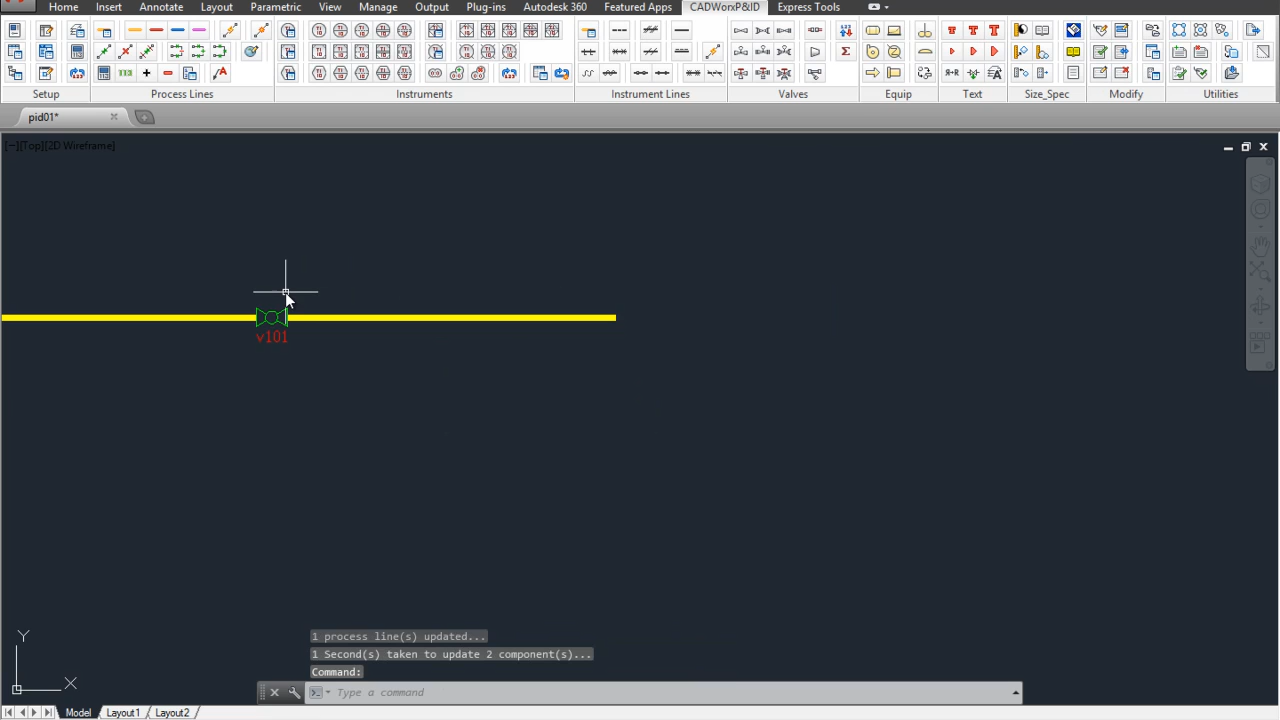 Home Insert Annotate Layout Parametric View Manage Output Plug-ins Autodesk 360 Featured Apps CADWorxP&ID Express Tools
Setup Process Lines Instruments Instrument Lines Valves Equip Text Size_Spec Modify Utilities
pid01*
[−][Top][2D Wireframe]
v101
Y
X
1 process line(s) updated...
1 Second(s) taken to update 2 component(s)...
Command:
Type a command
Model Layout1 Layout2